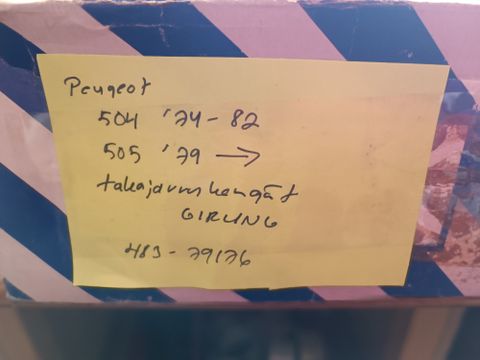 Peugeot
504 '74-82
505 '79 →
takajarrukengät
GIRLING
483-79176